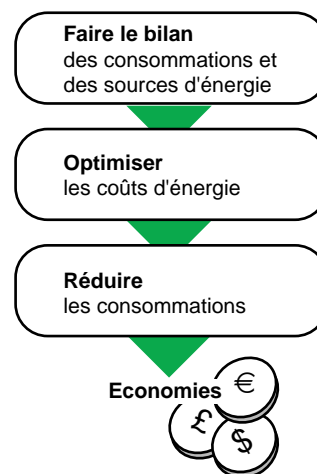 Faire le bilan
des consommations et
des sources d'énergie
Optimiser
les coûts d'énergie
Réduire
les consommations
Economies
€
£
$